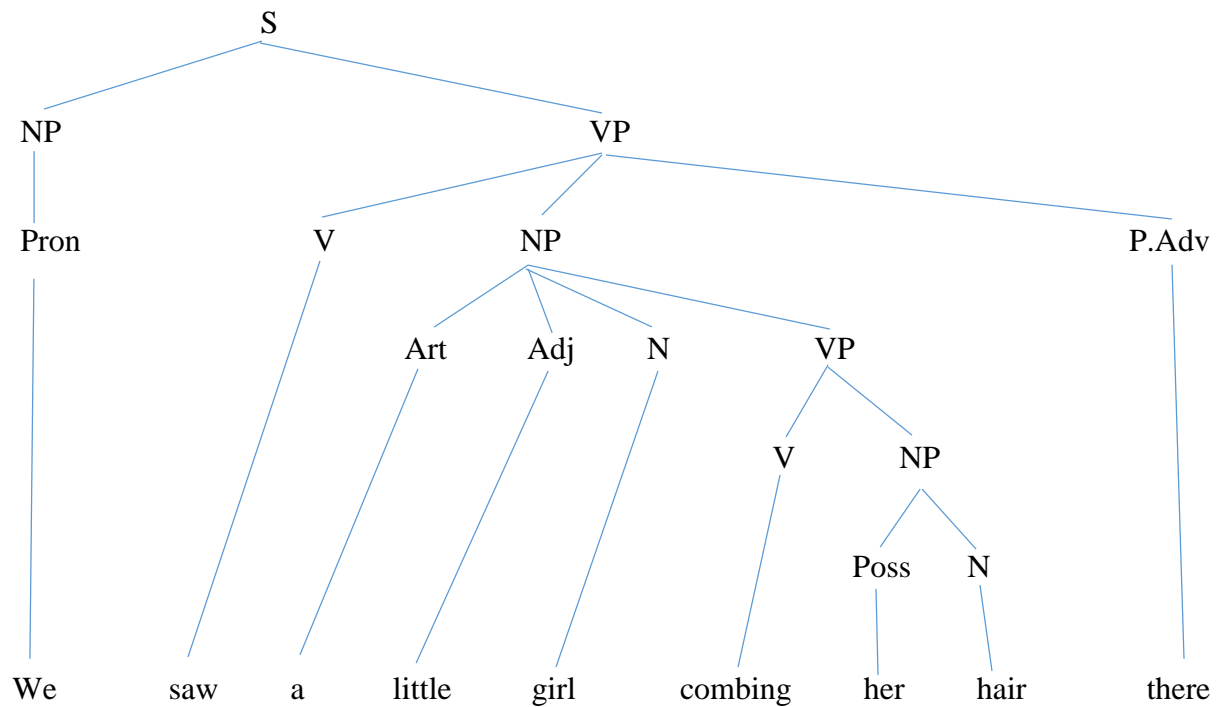 S
NP VP
Pron V NP P.Adv
Art Adj N VP
V NP
Poss N
We saw a little girl combing her hair there